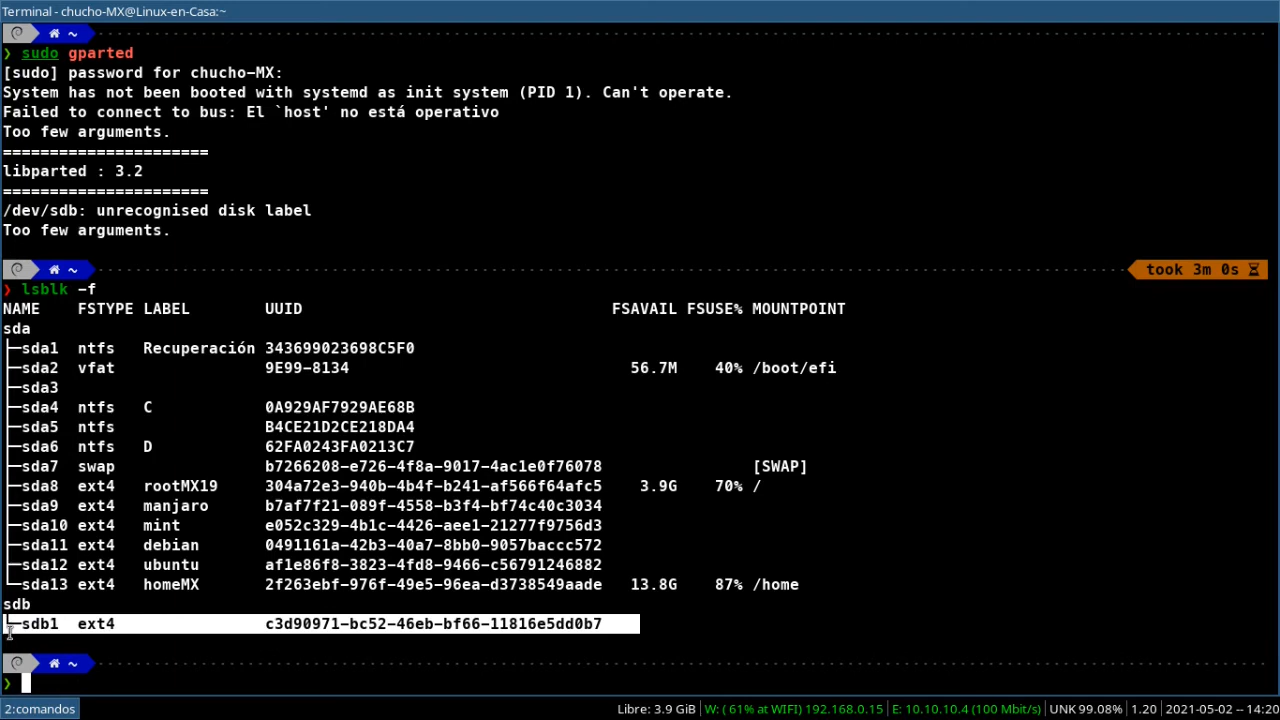 Terminal - chucho-MX@Linux-en-Casa:~
~
❯ sudo gparted
[sudo] password for chucho-MX:
System has not been booted with systemd as init system (PID 1). Can't operate.
Failed to connect to bus: El `host' no está operativo
Too few arguments.
======================
libparted : 3.2
======================
/dev/sdb: unrecognised disk label
Too few arguments.
~ took 3m 0s
❯ lsblk -f
NAME FSTYPE LABEL UUID FSAVAIL FSUSE% MOUNTPOINT
sda
├─sda1 ntfs Recuperación 343699023698C5F0
├─sda2 vfat 9E99-8134 56.7M 40% /boot/efi
├─sda3
├─sda4 ntfs C 0A929AF7929AE68B
├─sda5 ntfs B4CE21D2CE218DA4
├─sda6 ntfs D 62FA0243FA0213C7
├─sda7 swap b7266208-e726-4f8a-9017-4ac1e0f76078 [SWAP]
├─sda8 ext4 rootMX19 304a72e3-940b-4b4f-b241-af566f64afc5 3.9G 70% /
├─sda9 ext4 manjaro b7af7f21-089f-4558-b3f4-bf74c40c3034
├─sda10 ext4 mint e052c329-4b1c-4426-aee1-21277f9756d3
├─sda11 ext4 debian 0491161a-42b3-40a7-8bb0-9057baccc572
├─sda12 ext4 ubuntu af1e86f8-3823-4fd8-9466-c56791246882
└─sda13 ext4 homeMX 2f263ebf-976f-49e5-96ea-d3738549aade 13.8G 87% /home
sdb
└─sdb1 ext4 c3d90971-bc52-46eb-bf66-11816e5dd0b7
~
❯
2:comandos Libre: 3.9 GiB | W: ( 61% at WIFI) 192.168.0.15 | E: 10.10.10.4 (100 Mbit/s) | UNK 99.08% | 1.20 | 2021-05-02 -- 14:20